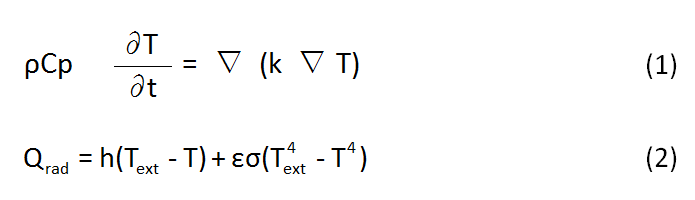 ρCp ∂T/∂t = ∇ (k ∇ T) (1)
Q_rad = h(T_ext - T) + εσ(T_ext^4 - T^4) (2)